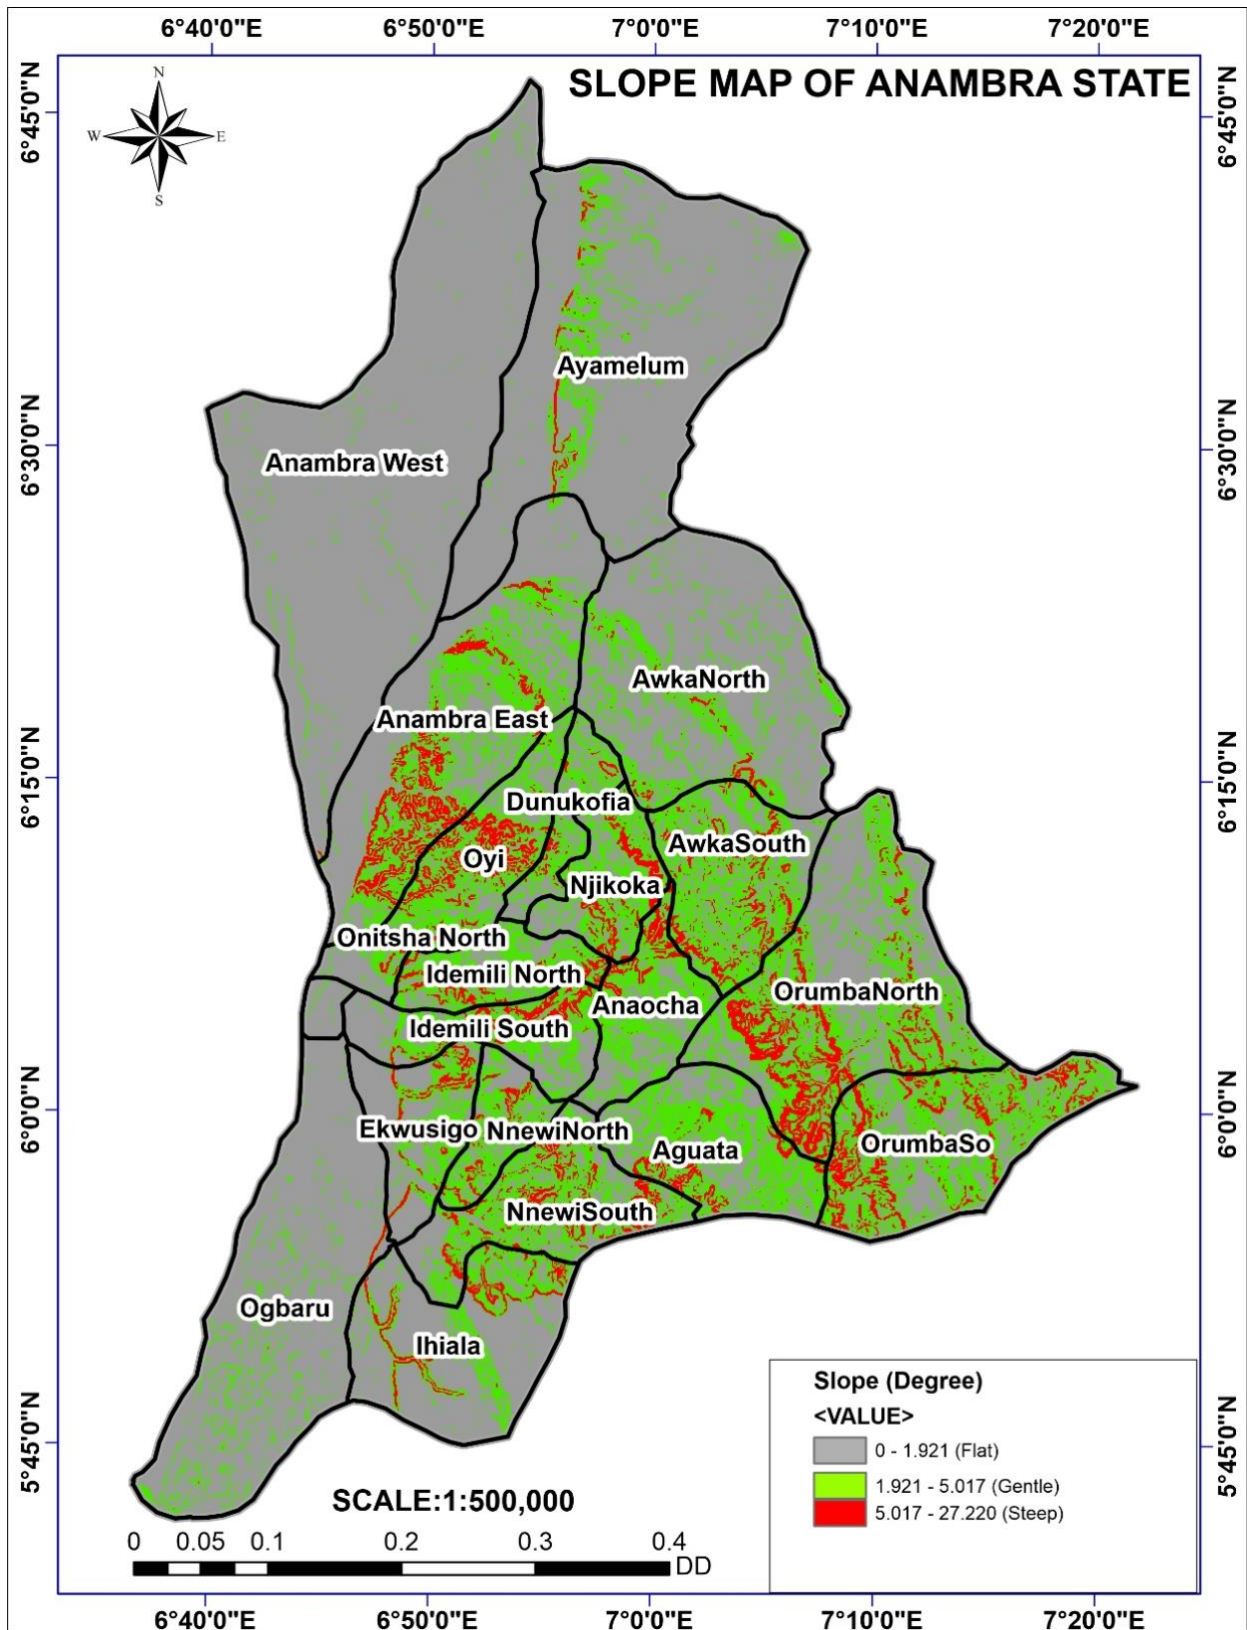 6°40'0"E 6°50'0"E 7°0'0"E 7°10'0"E 7°20'0"E
SLOPE MAP OF ANAMBRA STATE
N
W E
S
6°45'0"N 6°45'0"N
Ayamelum
6°30'0"N 6°30'0"N
Anambra West
AwkaNorth
Anambra East
6°15'0"N 6°15'0"N
Dunukofia
AwkaSouth
Oyi
Njikoka
Onitsha North
Idemili North
OrumbaNorth
Anaocha
Idemili South
6°0'0"N 6°0'0"N
Ekwusigo NnewiNorth
OrumbaSo
Aguata
NnewiSouth
Ogbaru
Ihiala
5°45'0"N 5°45'0"N
Slope (Degree)
<VALUE>
0 - 1.921 (Flat)
1.921 - 5.017 (Gentle)
5.017 - 27.220 (Steep)
SCALE:1:500,000
0 0.05 0.1 0.2 0.3 0.4
DD
6°40'0"E 6°50'0"E 7°0'0"E 7°10'0"E 7°20'0"E